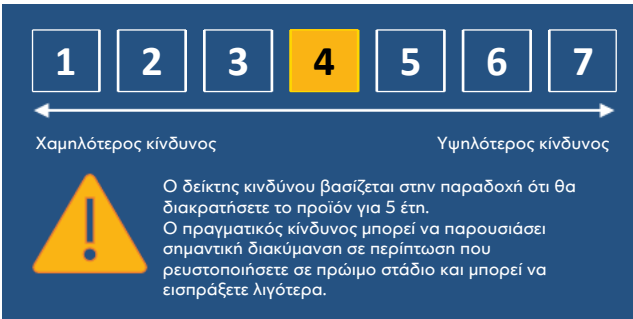 1 2 3 4 5 6 7
Χαμηλότερος κίνδυνος Υψηλότερος κίνδυνος
Ο δείκτης κινδύνου βασίζεται στην παραδοχή ότι θα
διακρατήσετε το προϊόν για 5 έτη.
Ο πραγματικός κίνδυνος μπορεί να παρουσιάσει
σημαντική διακύμανση σε περίπτωση που
ρευστοποιήσετε σε πρώιμο στάδιο και μπορεί να
εισπράξετε λιγότερα.